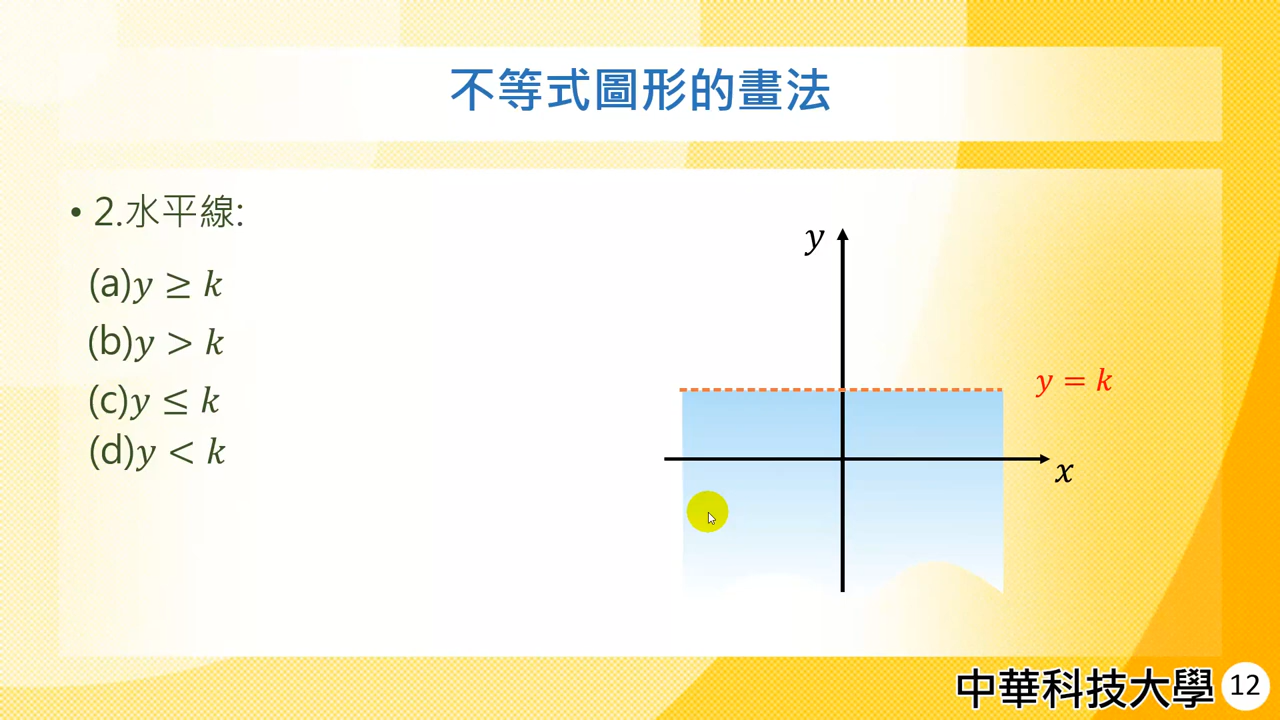 不等式圖形的畫法
• 2.水平線:
(a)y ≥ k
(b)y > k
(c)y ≤ k
(d)y < k
y
y = k
x
中華科技大學 12